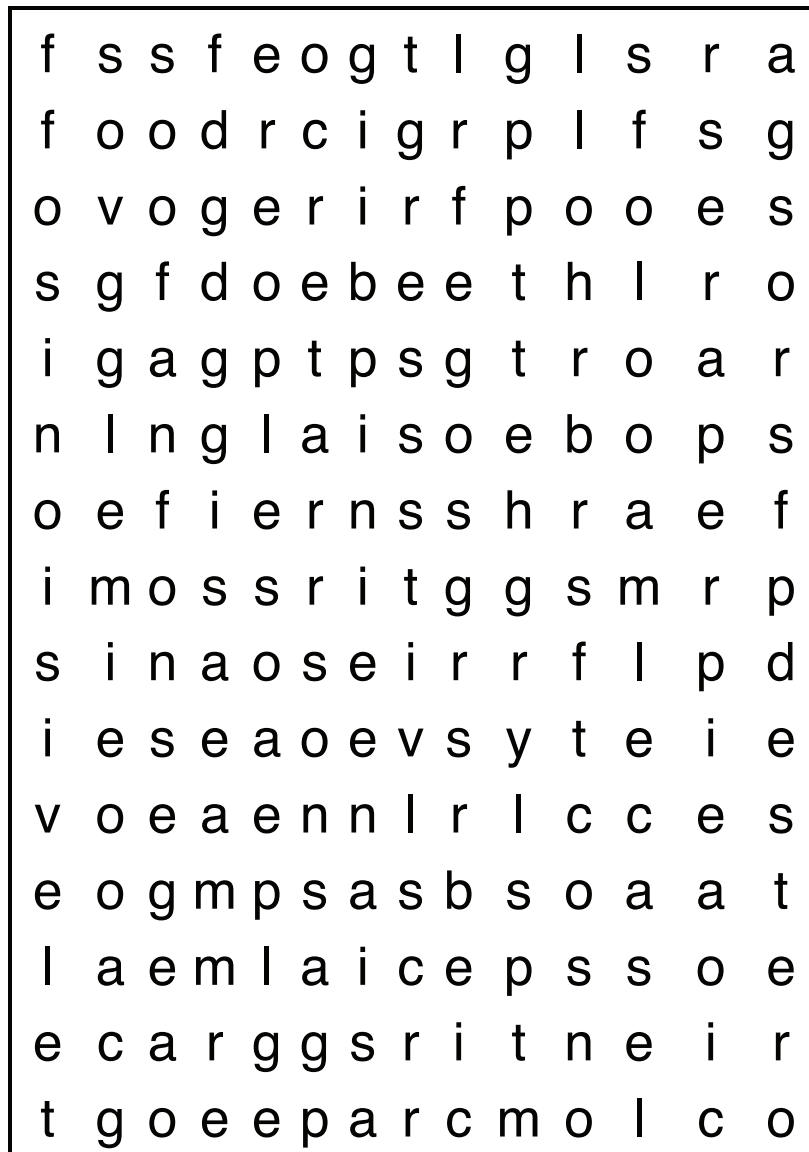 f s s f e o g t l g l s r a
f o o d r c i g r p l f s g
o v o g e r i r f p o o e s
s g f d o e b e e t h l r o
i g a g p t p s g t r o a r
n l n g l a i s o e b o p s
o e f i e r n s s h r a e f
i m o s s r i t g g s m r p
s i n a o s e i r r f l p d
i e s e a o e v s y t e i e
v o e a e n n l r l c c e s
e o g m p s a s b s o a a t
l a e m l a i c e p s s o e
e c a r g g s r i t n e i r
t g o e e p a r c m o l c o